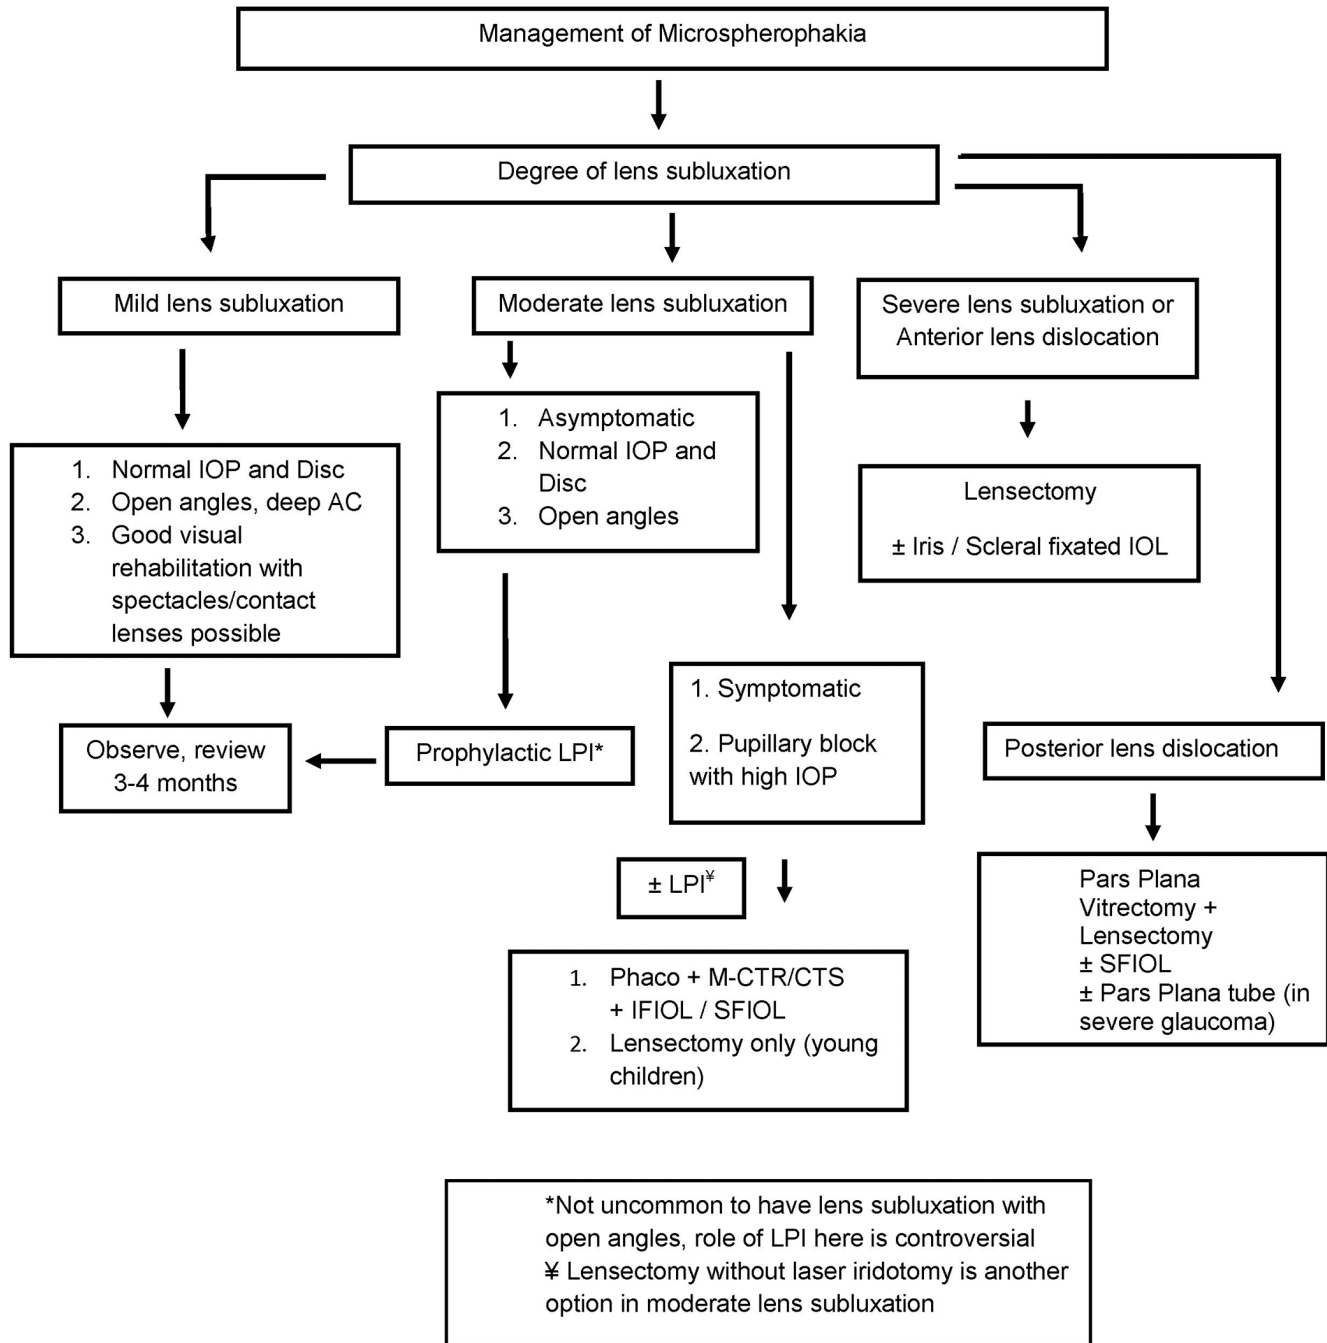 Management of Microspherophakia
Degree of lens subluxation
Mild lens subluxation
Moderate lens subluxation
Severe lens subluxation or
Anterior lens dislocation
1. Asymptomatic
2. Normal IOP and
Disc
3. Open angles
1. Normal IOP and Disc
2. Open angles, deep AC
3. Good visual
rehabilitation with
spectacles/contact
lenses possible
Lensectomy
± Iris / Scleral fixated IOL
1. Symptomatic
2. Pupillary block
with high IOP
Observe, review
3-4 months
Prophylactic LPI*
Posterior lens dislocation
± LPI¥
Pars Plana
Vitrectomy +
Lensectomy
± SFIOL
± Pars Plana tube (in
severe glaucoma)
1. Phaco + M-CTR/CTS
+ IFIOL / SFIOL
2. Lensectomy only (young
children)
*Not uncommon to have lens subluxation with
open angles, role of LPI here is controversial
¥ Lensectomy without laser iridotomy is another
option in moderate lens subluxation